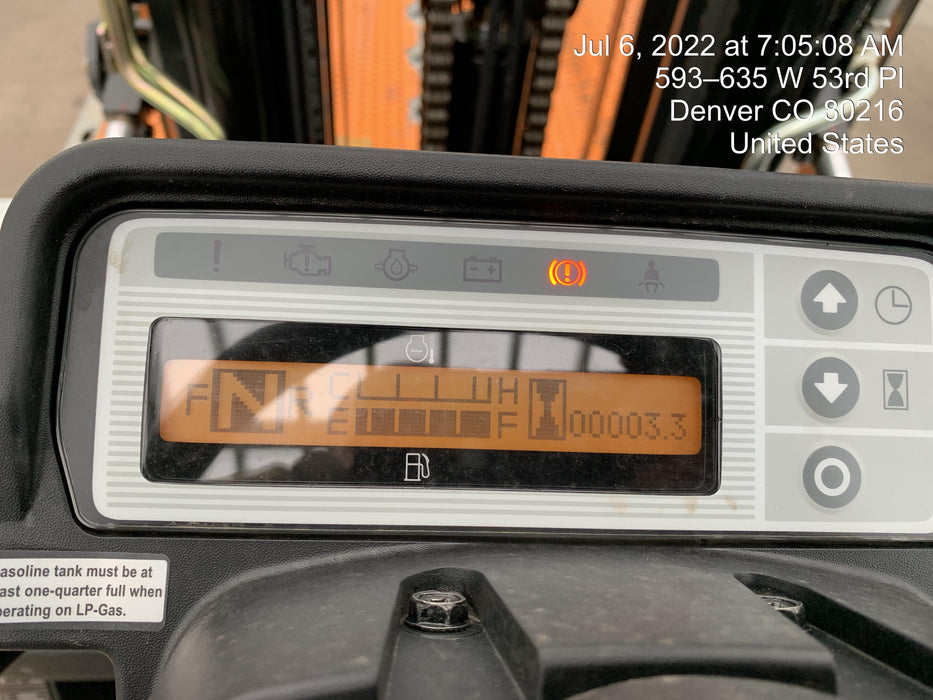 Jul 6, 2022 at 7:05:08 AM
593–635 W 53rd Pl
Denver CO 80216
United States
F N R C H
E F 00003.3
asoline tank must be at
ast one-quarter full when
perating on LP-Gas.